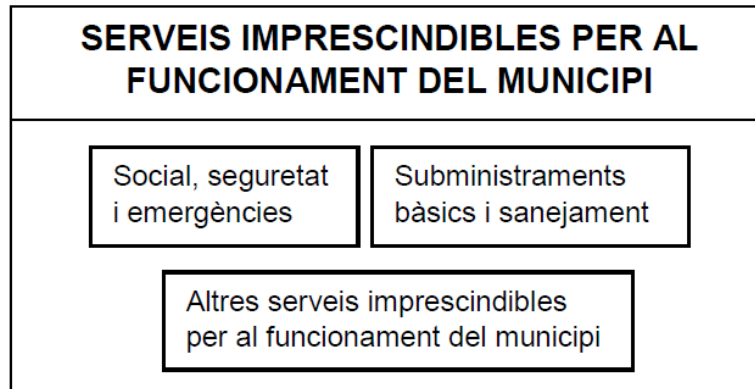 SERVEIS IMPRESCINDIBLES PER AL
FUNCIONAMENT DEL MUNICIPI
Social, seguretat
i emergències
Subministraments
bàsics i sanejament
Altres serveis imprescindibles
per al funcionament del municipi